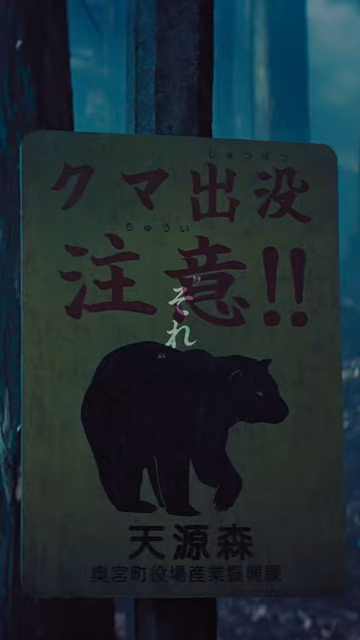 しゅつぼつ
クマ出没
ちゅうい
注意!!
"それ"
天源森
奥宮町役場産業振興課